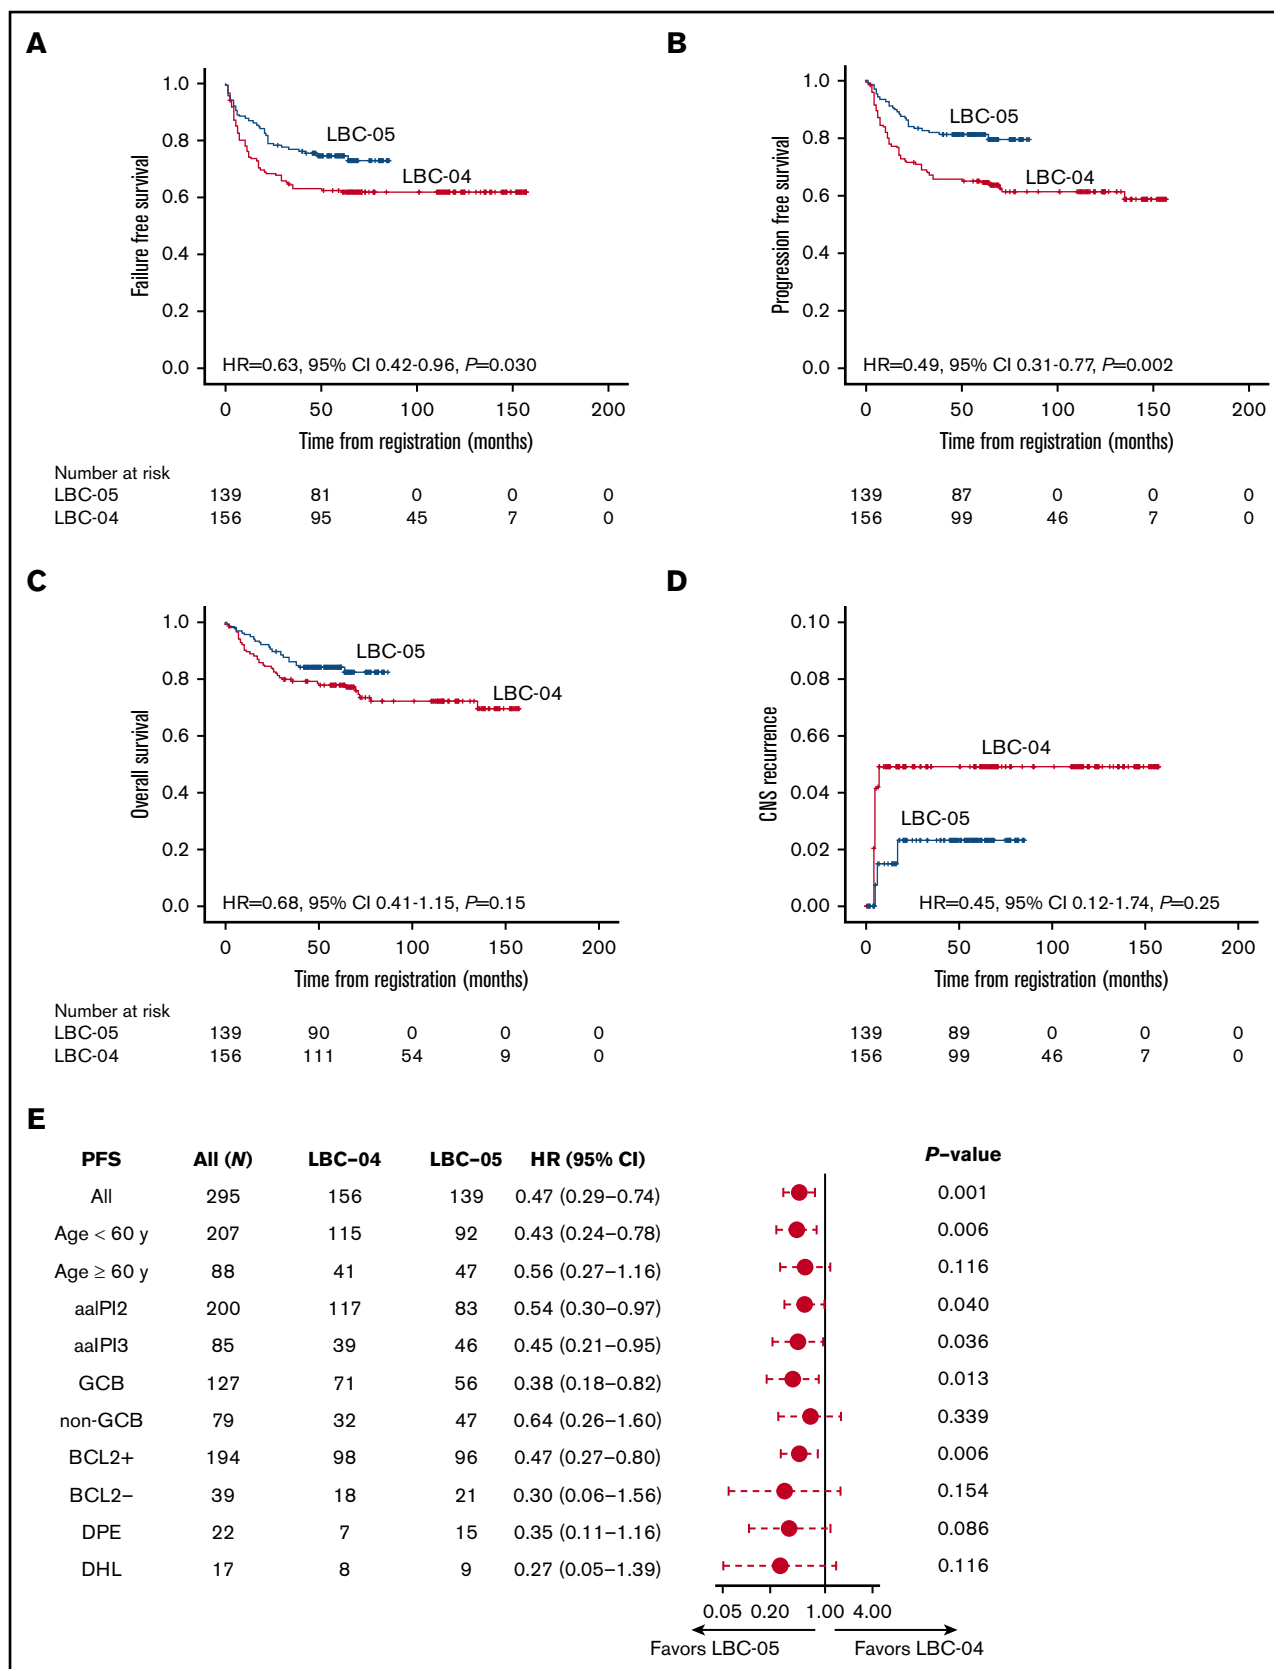 A
1.0
0.8
0.6
0.4
0.2
0.0
Failure free survival
LBC-05
LBC-04
HR=0.63, 95% CI 0.42-0.96, P=0.030
0 50 100 150 200
Time from registration (months)
Number at risk
LBC-05 139 81 0 0 0
LBC-04 156 95 45 7 0
B
1.0
0.8
0.6
0.4
0.2
0.0
Progression free survival
LBC-05
LBC-04
HR=0.49, 95% CI 0.31-0.77, P=0.002
0 50 100 150 200
Time from registration (months)
139 87 0 0 0
156 99 46 7 0
C
1.0
0.8
0.6
0.4
0.2
0.0
Overall survival
LBC-05
LBC-04
HR=0.68, 95% CI 0.41-1.15, P=0.15
0 50 100 150 200
Time from registration (months)
Number at risk
LBC-05 139 90 0 0 0
LBC-04 156 111 54 9 0
D
0.10
0.08
0.66
0.04
0.02
0.00
CNS recurrence
LBC-04
LBC-05
HR=0.45, 95% CI 0.12-1.74, P=0.25
0 50 100 150 200
Time from registration (months)
139 89 0 0 0
156 99 46 7 0
E
PFS All (N) LBC–04 LBC–05 HR (95% CI) P–value
All 295 156 139 0.47 (0.29–0.74) 0.001
Age < 60 y 207 115 92 0.43 (0.24–0.78) 0.006
Age ≥ 60 y 88 41 47 0.56 (0.27–1.16) 0.116
aaIPI2 200 117 83 0.54 (0.30–0.97) 0.040
aaIPI3 85 39 46 0.45 (0.21–0.95) 0.036
GCB 127 71 56 0.38 (0.18–0.82) 0.013
non-GCB 79 32 47 0.64 (0.26–1.60) 0.339
BCL2+ 194 98 96 0.47 (0.27–0.80) 0.006
BCL2– 39 18 21 0.30 (0.06–1.56) 0.154
DPE 22 7 15 0.35 (0.11–1.16) 0.086
DHL 17 8 9 0.27 (0.05–1.39) 0.116
0.05 0.20 1.00 4.00
Favors LBC-05 Favors LBC-04